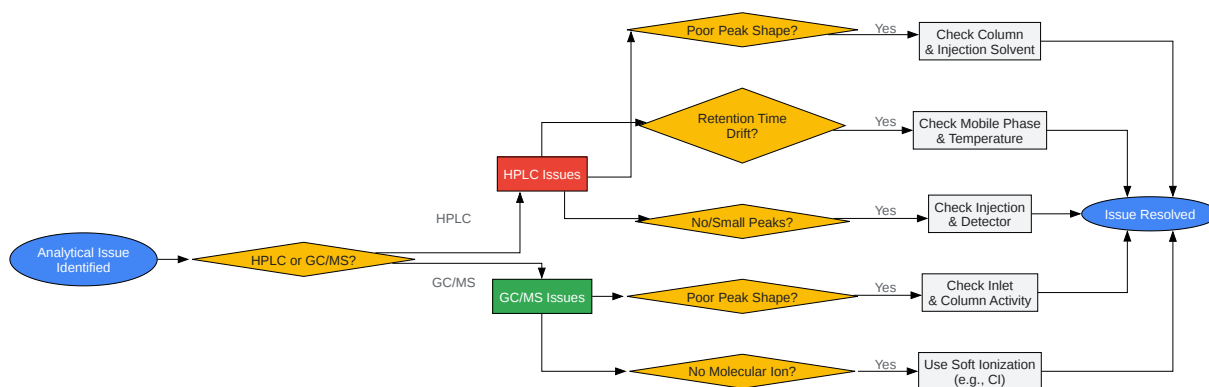 Poor Peak Shape?
Yes
Check Column
& Injection Solvent
Retention Time
Drift?
Yes
Check Mobile Phase
& Temperature
HPLC Issues
HPLC
No/Small Peaks?
Yes
Check Injection
& Detector
Issue Resolved
Analytical Issue
Identified
HPLC or GC/MS?
GC/MS
GC/MS Issues
Poor Peak Shape?
Yes
Check Inlet
& Column Activity
No Molecular Ion?
Yes
Use Soft Ionization
(e.g., CI)